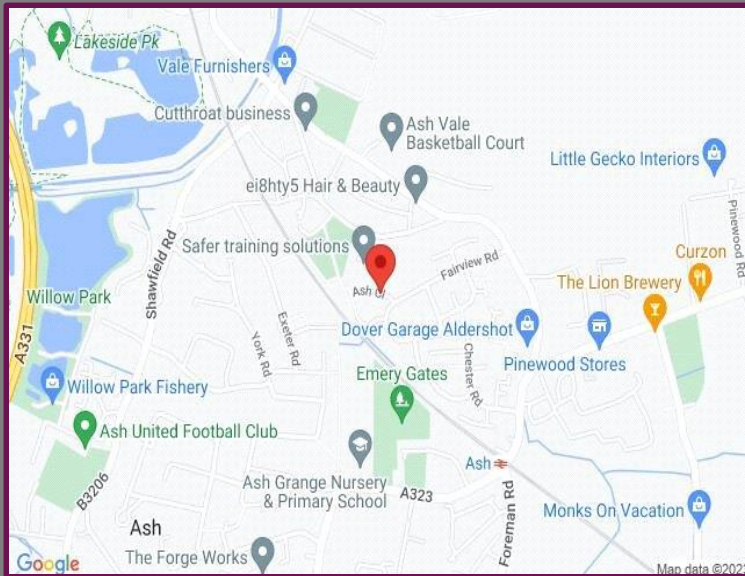 Lakeside Pk
Vale Furnishers
Cutthroat business
Ash Vale
Basketball Court
Little Gecko Interiors
ei8hty5 Hair & Beauty
Pinewood Rd
Safer training solutions
Shawfield Rd
Fairview Rd
Curzon
Willow Park
Ash Cl
The Lion Brewery
A331
Exeter Rd
York Rd
Dover Garage Aldershot
Chester Rd
Pinewood Stores
Willow Park Fishery
Emery Gates
Ash United Football Club
Ash
Ash Grange Nursery
& Primary School
A323
B3206
Foreman Rd
Monks On Vacation
Ash
The Forge Works
Google
Map data ©2022